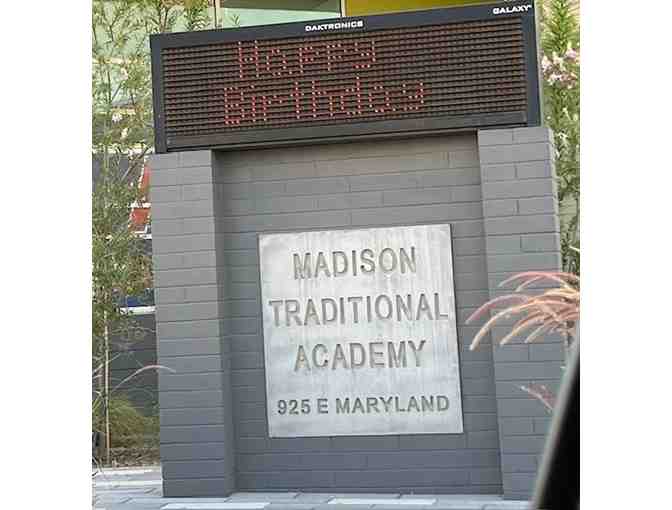 DAKTRONICS GALAXY
Happy
Birthday
MADISON
TRADITIONAL
ACADEMY
925 E MARYLAND